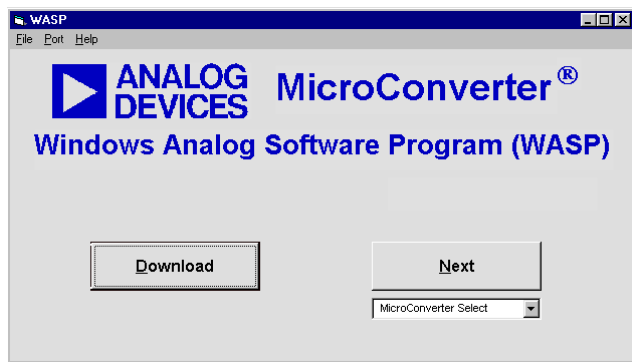 WASP
File Port Help
ANALOG DEVICES MicroConverter®
Windows Analog Software Program (WASP)
Download Next
MicroConverter Select